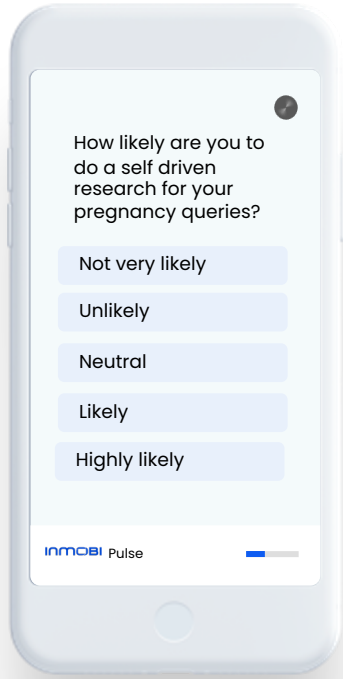 How likely are you to
do a self driven
research for your
pregnancy queries?
Not very likely
Unlikely
Neutral
Likely
Highly likely
INMOBI Pulse